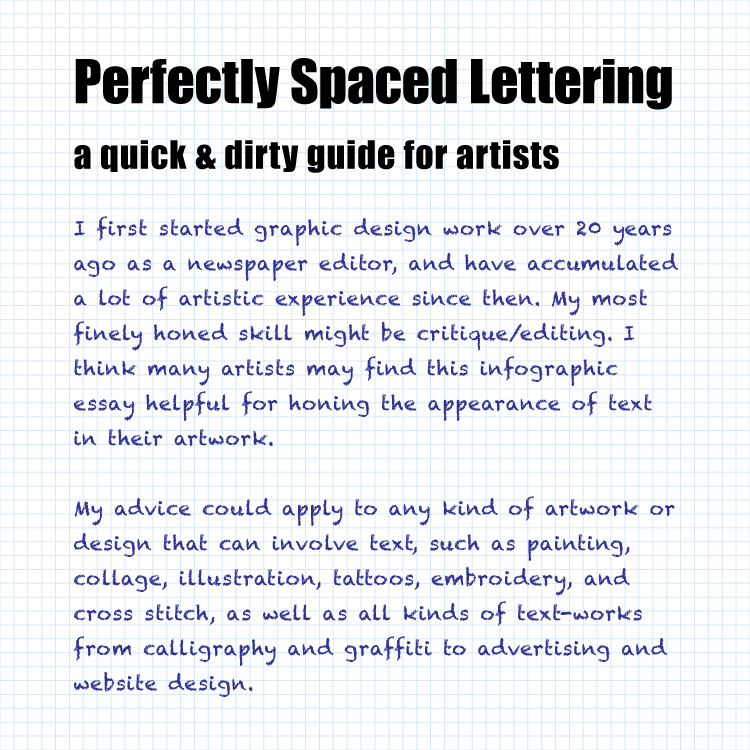 Perfectly Spaced Lettering
a quick & dirty guide for artists
I first started graphic design work over 20 years
ago as a newspaper editor, and have accumulated
a lot of artistic experience since then. My most
finely honed skill might be critique/editing. I
think many artists may find this infographic
essay helpful for honing the appearance of text
in their artwork.
My advice could apply to any kind of artwork or
design that can involve text, such as painting,
collage, illustration, tattoos, embroidery, and
cross stitch, as well as all kinds of text-works
from calligraphy and graffiti to advertising and
website design.